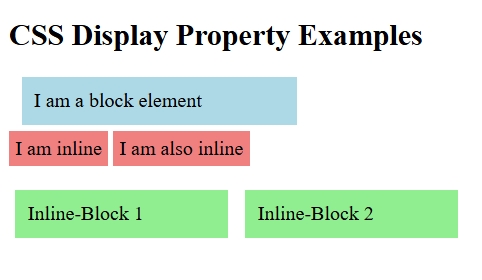 CSS Display Property Examples
I am a block element
I am inline I am also inline
Inline-Block 1 Inline-Block 2